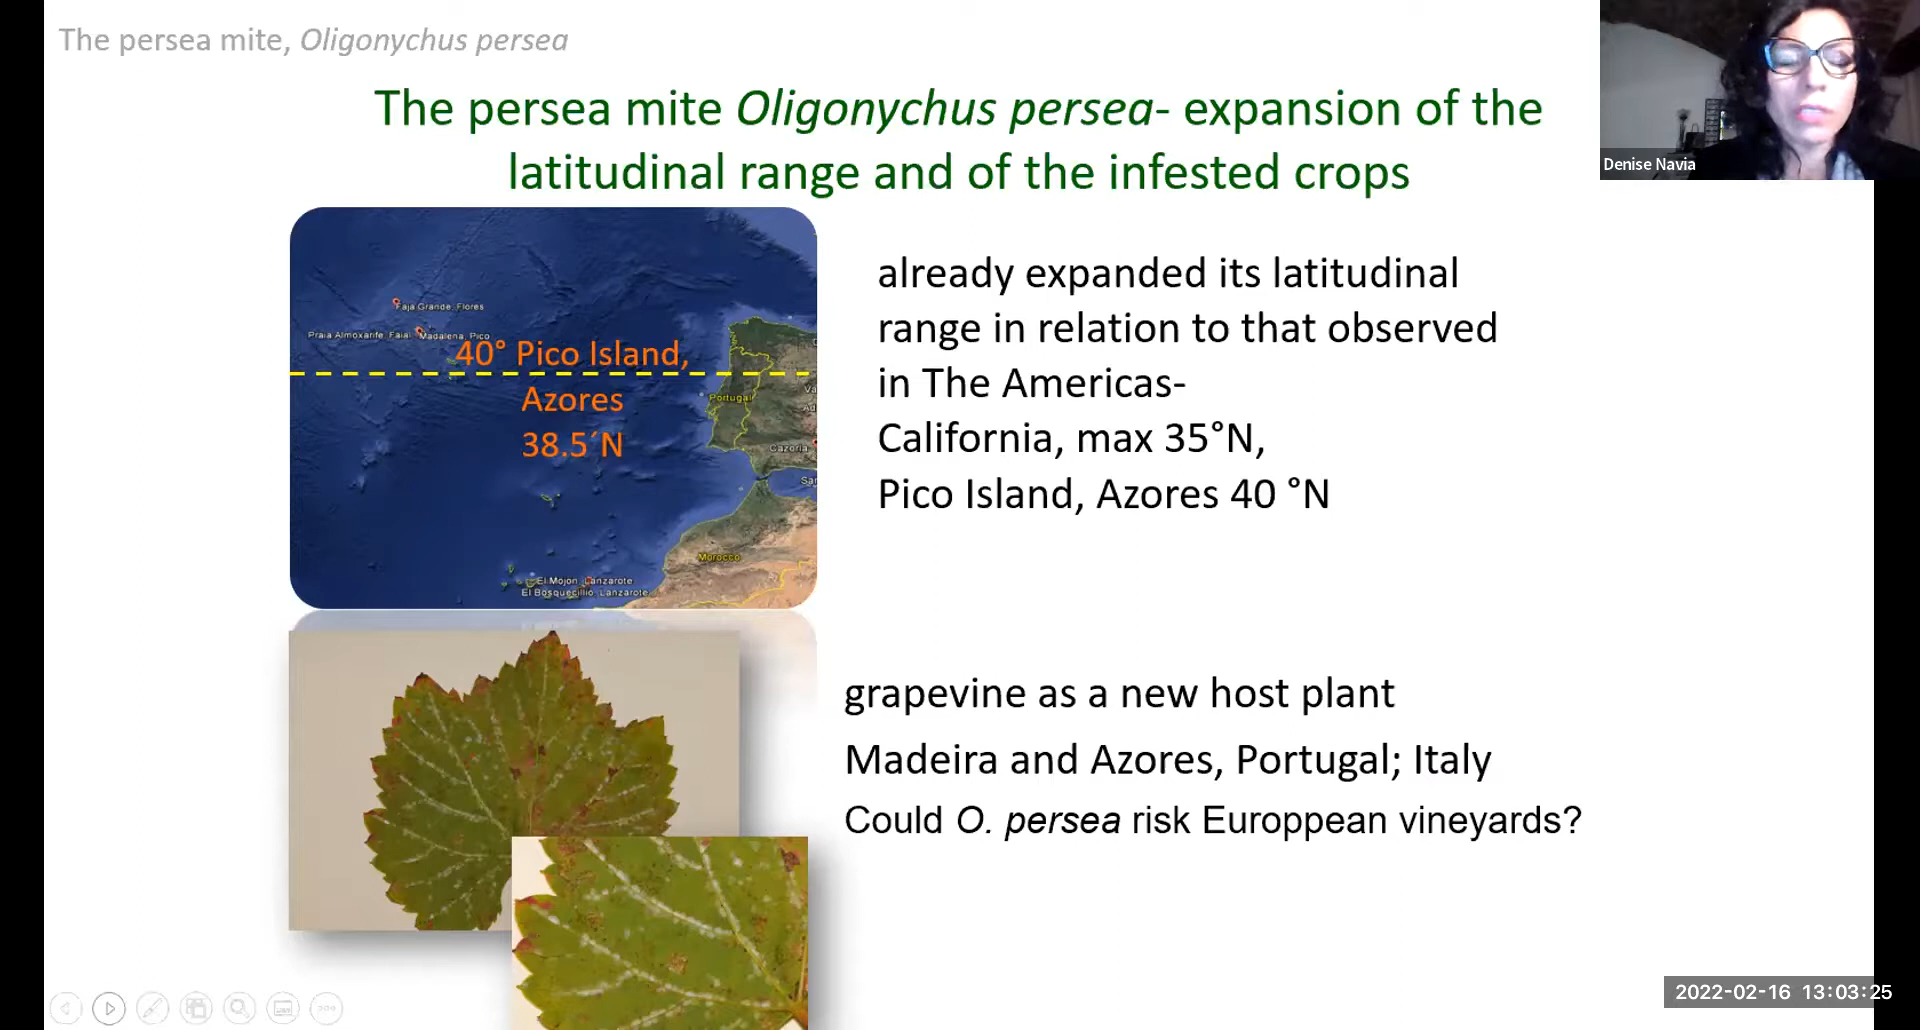 The persea mite, Oligonychus persea
The persea mite Oligonychus persea- expansion of the
latitudinal range and of the infested crops
Denise Navia
Faja Grande, Flores
Praia Almoxarife, Faial Madalena, Pico
40° Pico Island,
Azores
38.5´N
Portugal
Cazorla
Morocco
El Mojon, Lanzarote
El Bosquecillio, Lanzarote
already expanded its latitudinal
range in relation to that observed
in The Americas-
California, max 35°N,
Pico Island, Azores 40 °N
grapevine as a new host plant
Madeira and Azores, Portugal; Italy
Could O. persea risk Europpean vineyards?
2022-02-16 13:03:25